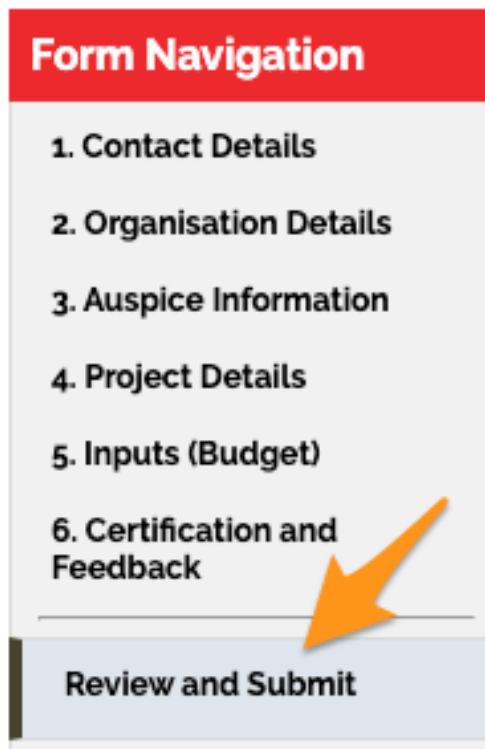 Form Navigation
1. Contact Details
2. Organisation Details
3. Auspice Information
4. Project Details
5. Inputs (Budget)
6. Certification and
Feedback
Review and Submit